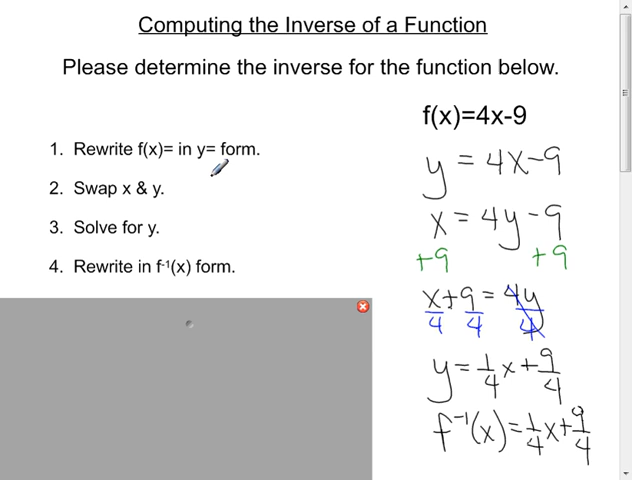 Computing the Inverse of a Function
Please determine the inverse for the function below.
1. Rewrite f(x)= in y= form.
2. Swap x & y.
3. Solve for y.
4. Rewrite in f⁻¹(x) form.
f(x)=4x-9
y = 4x-9
x = 4y-9
+9 +9
x+9 = 4y
4 4 4
y = 1/4 x + 9/4
f⁻¹(x) = 1/4 x + 9/4